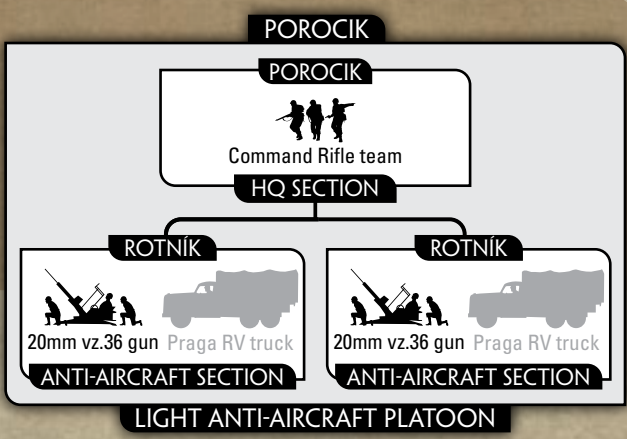 POROCIK
POROCIK
Command Rifle team
HQ SECTION
ROTNÍK
20mm vz.36 gun Praga RV truck
ANTI-AIRCRAFT SECTION
ROTNÍK
20mm vz.36 gun Praga RV truck
ANTI-AIRCRAFT SECTION
LIGHT ANTI-AIRCRAFT PLATOON